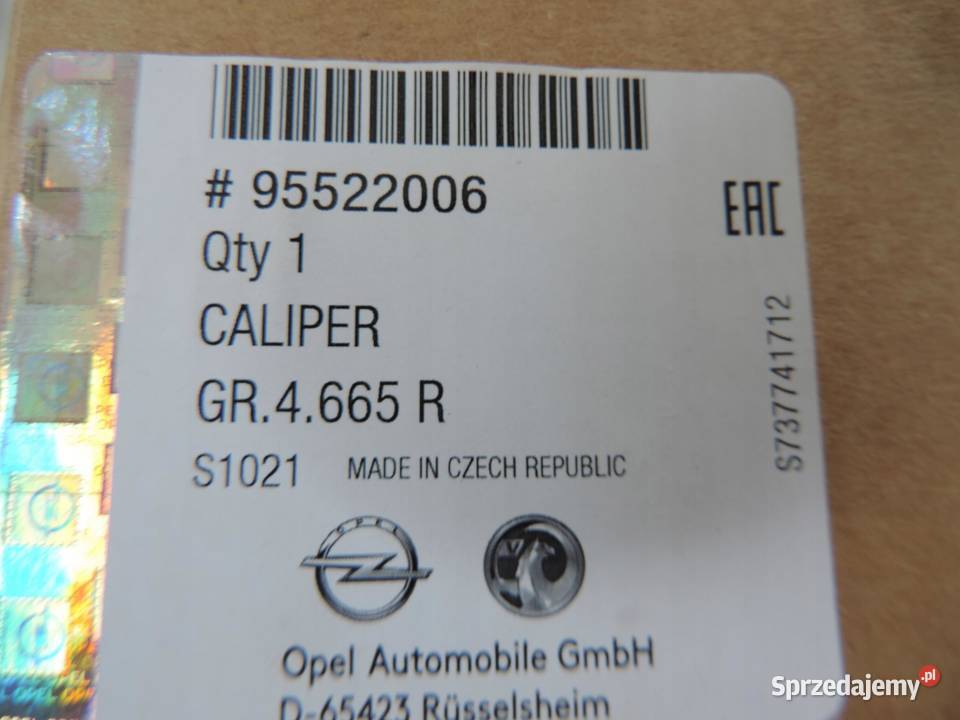 # 95522006
Qty 1
CALIPER
GR.4.665 R
S1021 MADE IN CZECH REPUBLIC
EAC
S737741712
OPEL
V
Opel Automobile GmbH
D-65423 Rüsselsheim
Sprzedajemy.pl